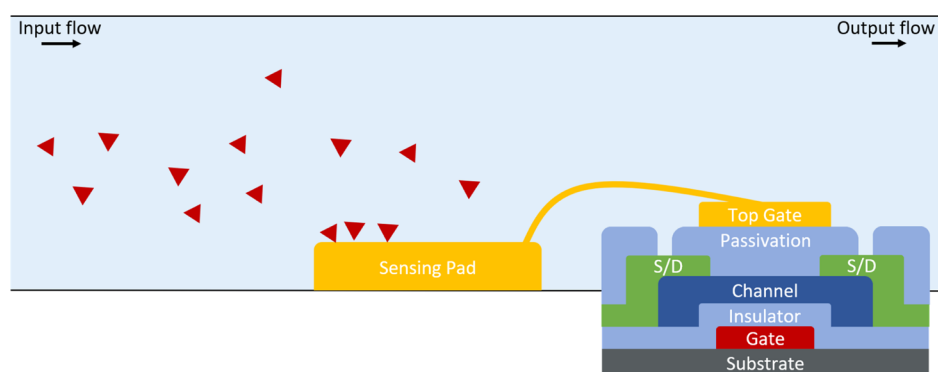 Input flow
Output flow
Top Gate
Passivation
Sensing Pad
S/D
S/D
Channel
Insulator
Gate
Substrate